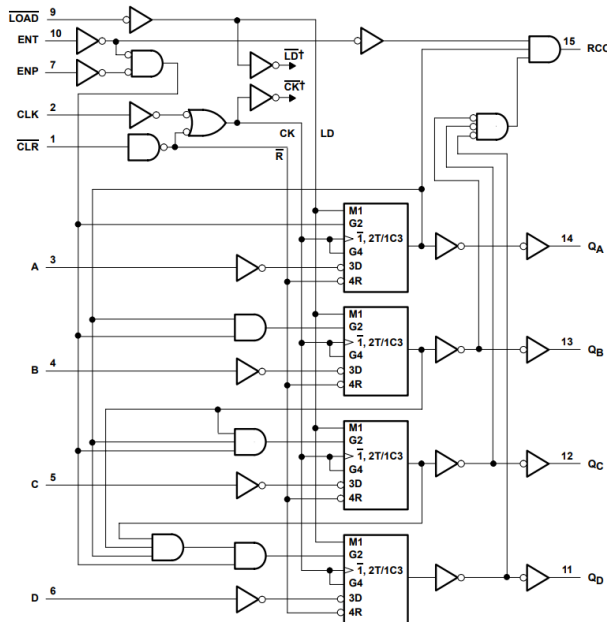 LOAD 9
ENT 10
15 RCO
ENP 7
LD†
CK†
CLK 2
CLR 1
CK LD
R
M1
G2
14 QA
1, 2T/1C3
G4
A 3
3D
4R
M1
G2
13 QB
1, 2T/1C3
G4
B 4
3D
4R
M1
G2
12 QC
1, 2T/1C3
G4
C 5
3D
4R
M1
G2
11 QD
1, 2T/1C3
G4
D 6
3D
4R